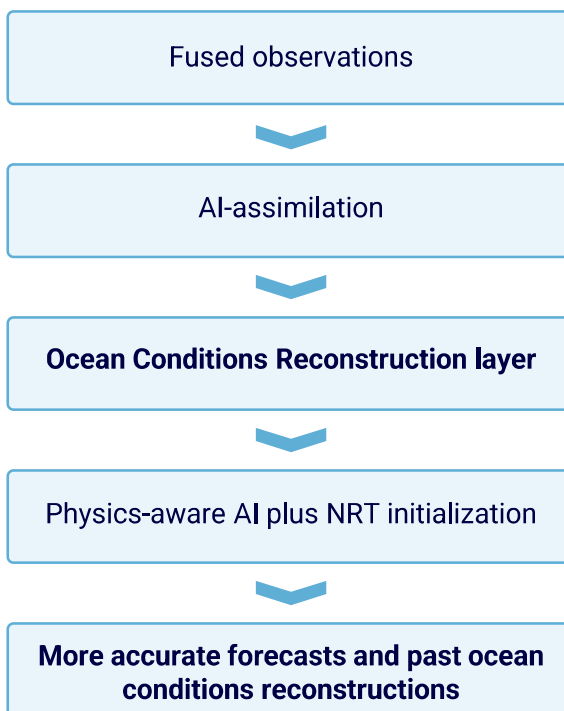 Fused observations
AI-assimilation
Ocean Conditions Reconstruction layer
Physics-aware AI plus NRT initialization
More accurate forecasts and past ocean
conditions reconstructions